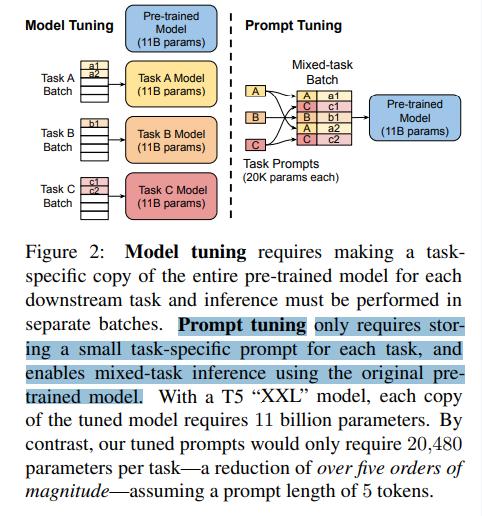 Model Tuning
Pre-trained
Model
(11B params)
Prompt Tuning
a1
a2
Task A
Batch
Task A Model
(11B params)
b1
Task B
Batch
Task B Model
(11B params)
c1
c2
Task C
Batch
Task C Model
(11B params)
Mixed-task
Batch
A
B
C
A a1
C c1
B b1
A a2
C c2
Pre-trained
Model
(11B params)
Task Prompts
(20K params each)
Figure 2: Model tuning requires making a task-
specific copy of the entire pre-trained model for each
downstream task and inference must be performed in
separate batches. Prompt tuning only requires stor-
ing a small task-specific prompt for each task, and
enables mixed-task inference using the original pre-
trained model. With a T5 “XXL” model, each copy
of the tuned model requires 11 billion parameters. By
contrast, our tuned prompts would only require 20,480
parameters per task—a reduction of over five orders of
magnitude—assuming a prompt length of 5 tokens.